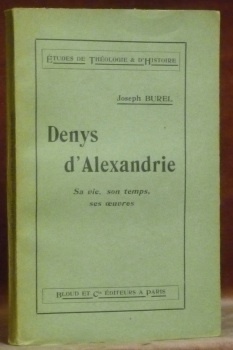 ÉTUDES DE THÉOLOGIE & D'HISTOIRE
Joseph BUREL
Denys
d'Alexandrie
Sa vie, son temps,
ses œuvres
BLOUD ET Cie ÉDITEURS À PARIS